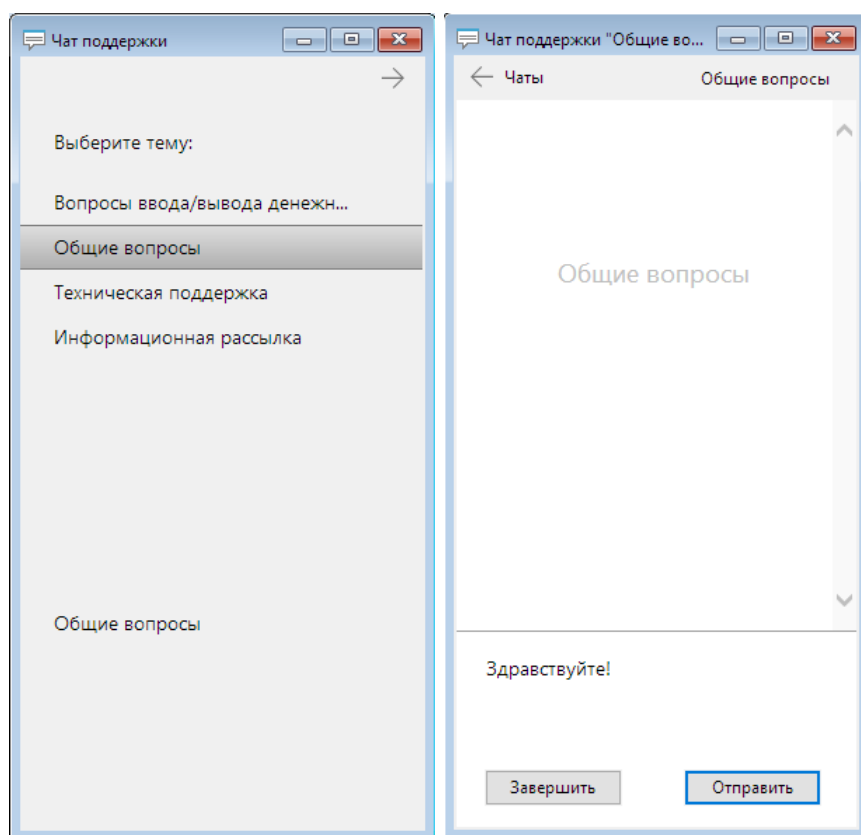 Чат поддержки
Выберите тему:
Вопросы ввода/вывода денежн...
Общие вопросы
Техническая поддержка
Информационная рассылка
Общие вопросы
Чат поддержки "Общие во...
Чаты
Общие вопросы
Общие вопросы
Здравствуйте!
Завершить
Отправить